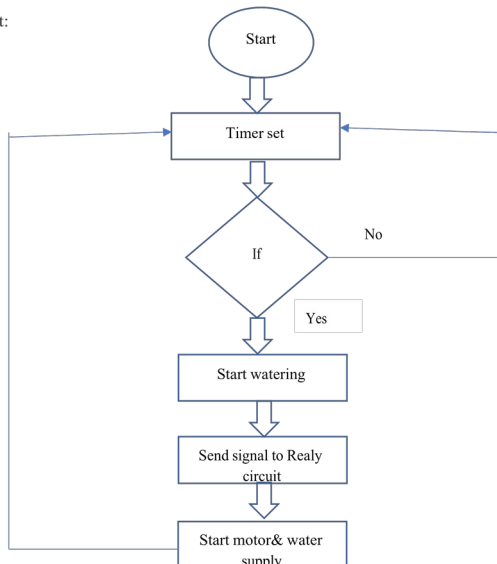 t:
Start
Timer set
If
No
Yes
Start watering
Send signal to Realy
circuit
Start motor& water
supply